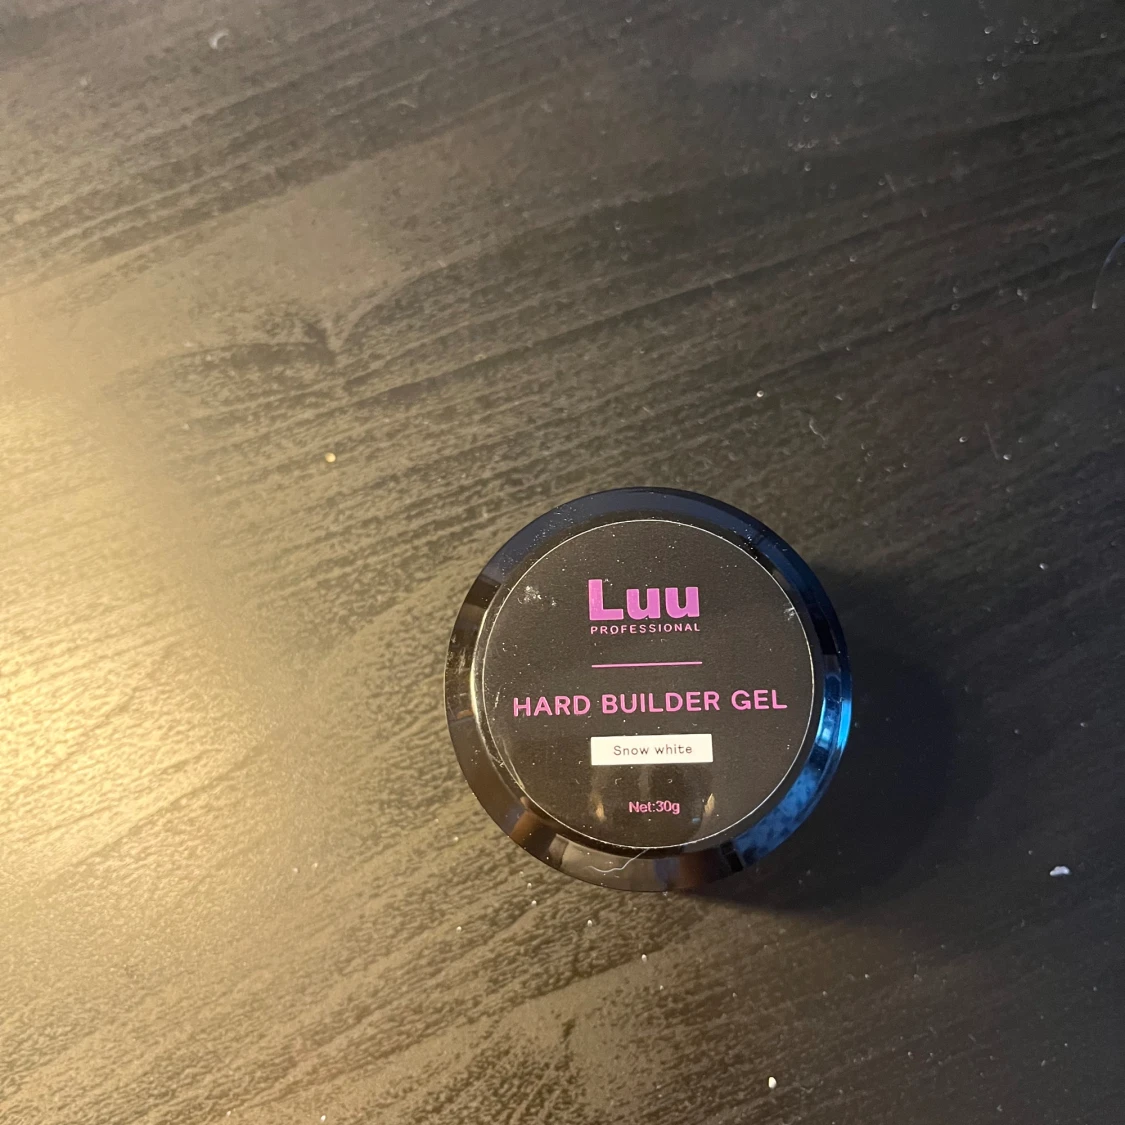 Luu
PROFESSIONAL
HARD BUILDER GEL
Snow white
Net:30g